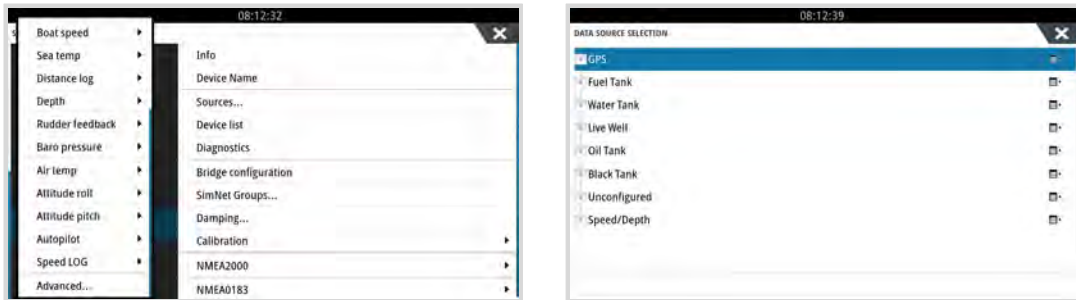 08:12:32
S
Boat speed
Sea temp
Distance log
Depth
Rudder feedback
Baro pressure
Air temp
Attitude roll
Attitude pitch
Autopilot
Speed LOG
Advanced...
Info
Device Name
Sources...
Device list
Diagnostics
Bridge configuration
SimNet Groups...
Damping...
Calibration
NMEA2000
NMEA0183
08:12:39
DATA SOURCE SELECTION
GPS
Fuel Tank
Water Tank
Live Well
Oil Tank
Black Tank
Unconfigured
Speed/Depth